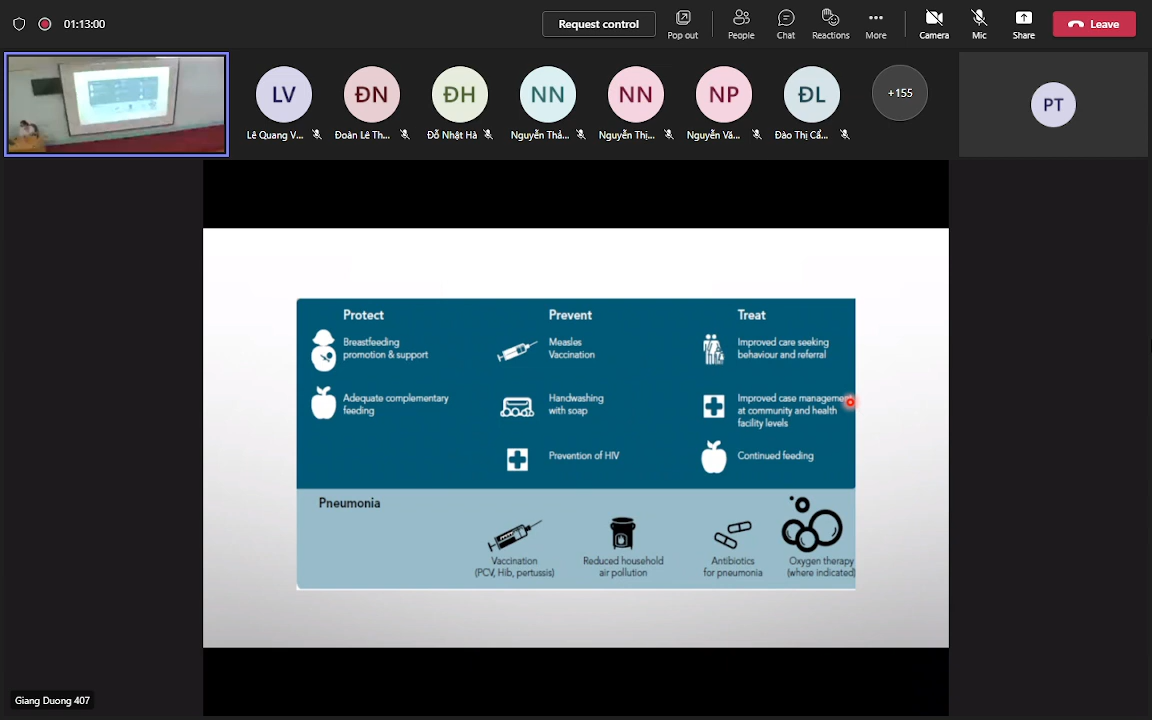 01:13:00
Request control
Pop out
People
Chat
Reactions
More
Camera
Mic
Share
Leave
LV
ĐN
ĐH
NN
NN
NP
ĐL
+155
PT
Lê Quang V...
Đoàn Lê Th...
Đỗ Nhật Hà
Nguyễn Thả...
Nguyễn Thị...
Nguyễn Vă...
Đào Thị Cẩ...
Protect
Breastfeeding
promotion & support
Adequate complementary
feeding
Prevent
Measles
Vaccination
Handwashing
with soap
Prevention of HIV
Treat
Improved care seeking
behaviour and referral
Improved case management
at community and health
facility levels
Continued feeding
Pneumonia
Vaccination
(PCV, Hib, pertussis)
Reduced household
air pollution
Antibiotics
for pneumonia
Oxygen therapy
(where indicated)
Giang Duong 407